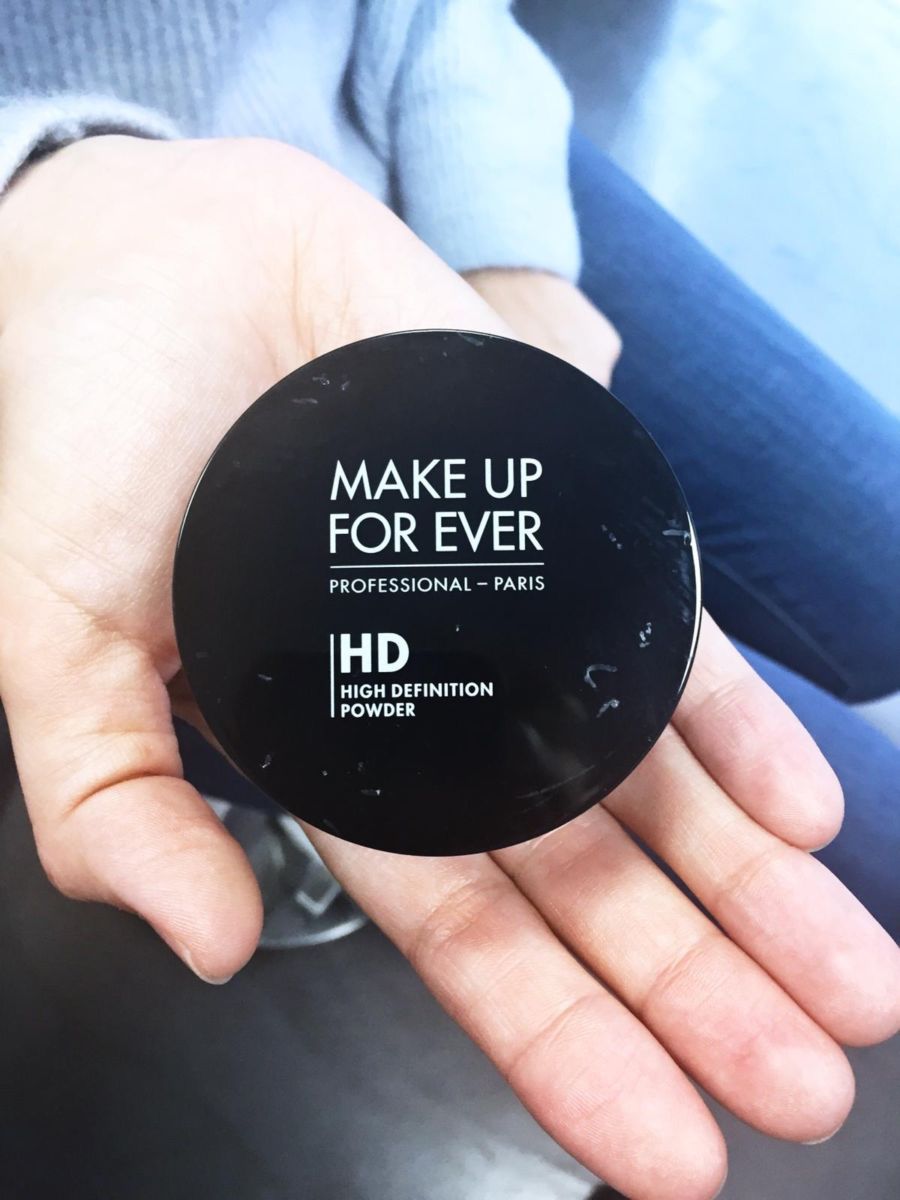 MAKE UP
FOR EVER
PROFESSIONAL – PARIS
HD
HIGH DEFINITION
POWDER